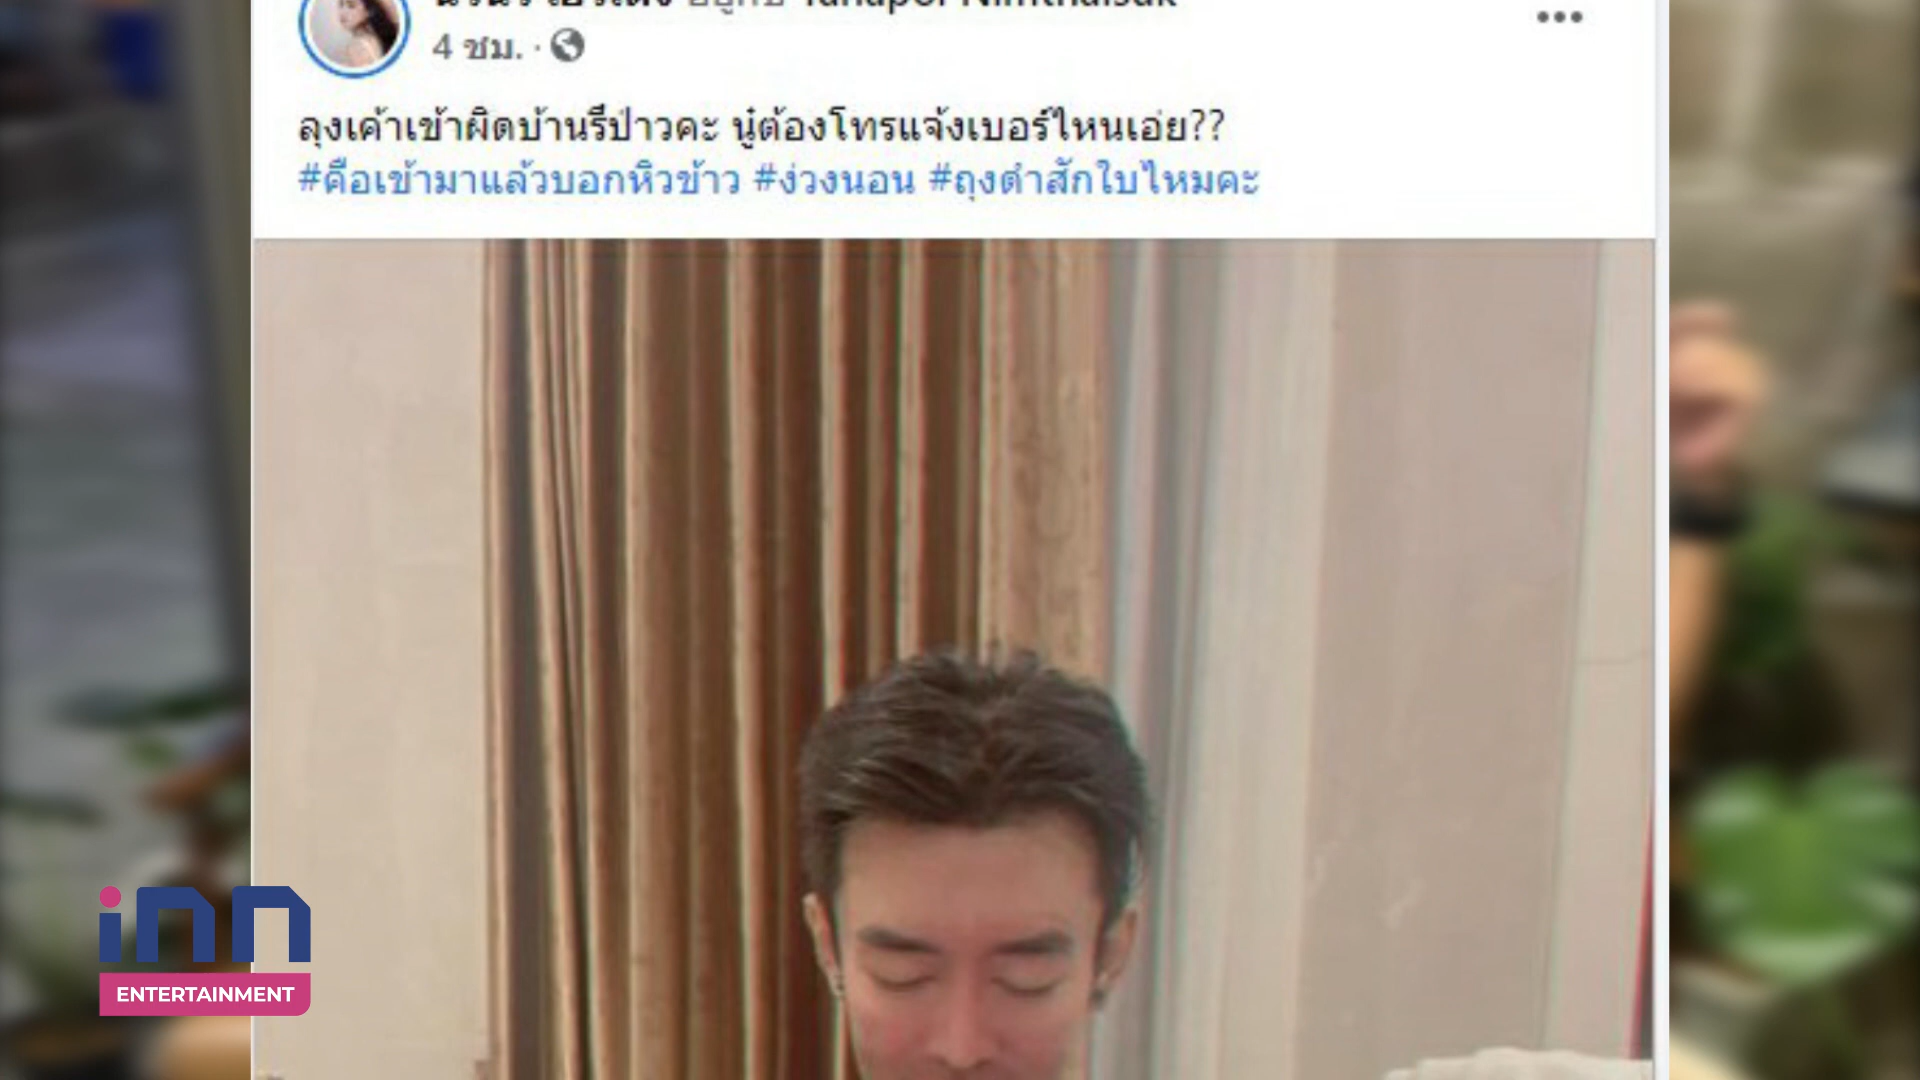 4 ชม. ·
ลุงเค้าเข้าผิดบ้านรึป่าวคะ นู๋ต้องโทรแจ้งเบอร์ไหนเอ่ย??
#คือเข้ามาแล้วบอกหิวข้าว #ง่วงนอน #ถุงดำสักใบไหมคะ
inn
ENTERTAINMENT